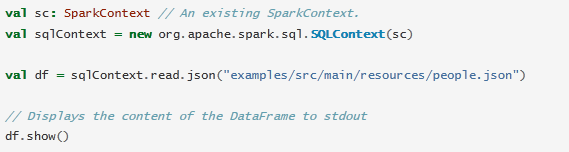 val sc: SparkContext // An existing SparkContext.
val sqlContext = new org.apache.spark.sql.SQLContext(sc)
val df = sqlContext.read.json("examples/src/main/resources/people.json")
// Displays the content of the DataFrame to stdout
df.show()